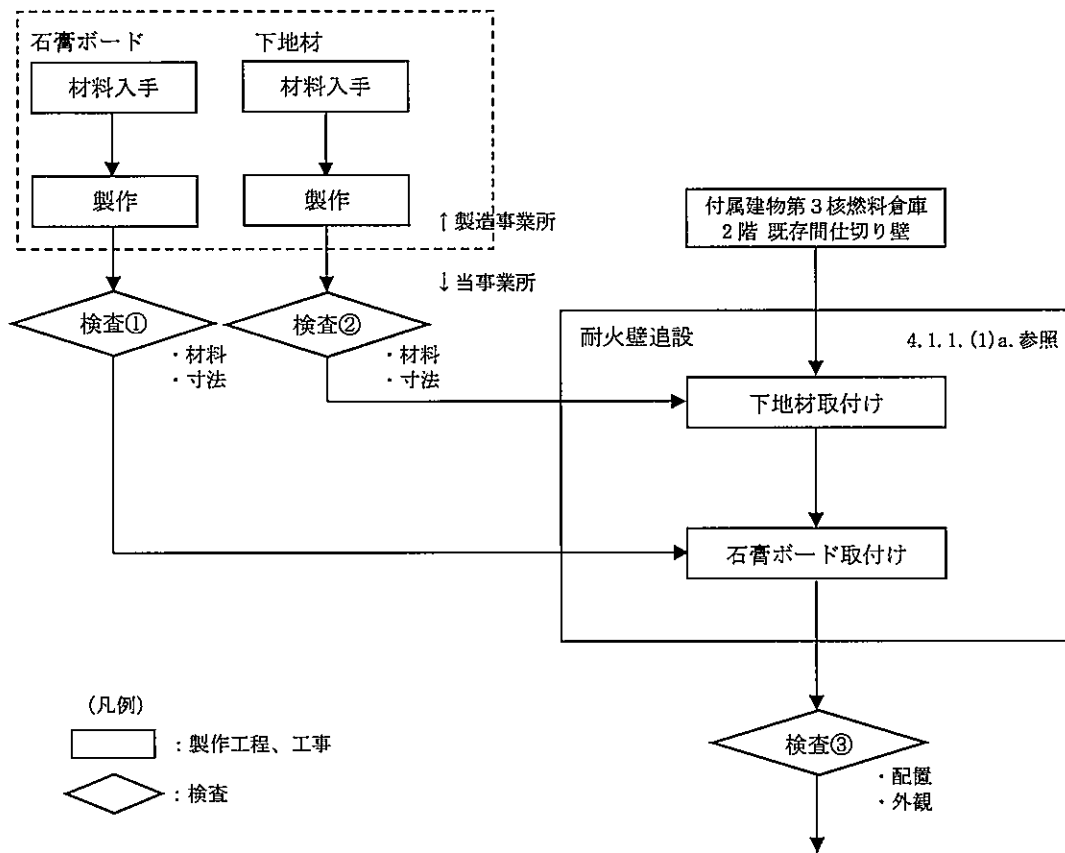 石膏ボード
下地材
材料入手
材料入手
製作
製作
↑製造事業所
↓当事業所
付属建物第3核燃料倉庫
2階 既存間仕切り壁
検査①
・材料
・寸法
検査②
・材料
・寸法
耐火壁追設
4.1.1.(1)a.参照
下地材取付け
石膏ボード取付け
検査③
・配置
・外観
(凡例)
：製作工程、工事
：検査